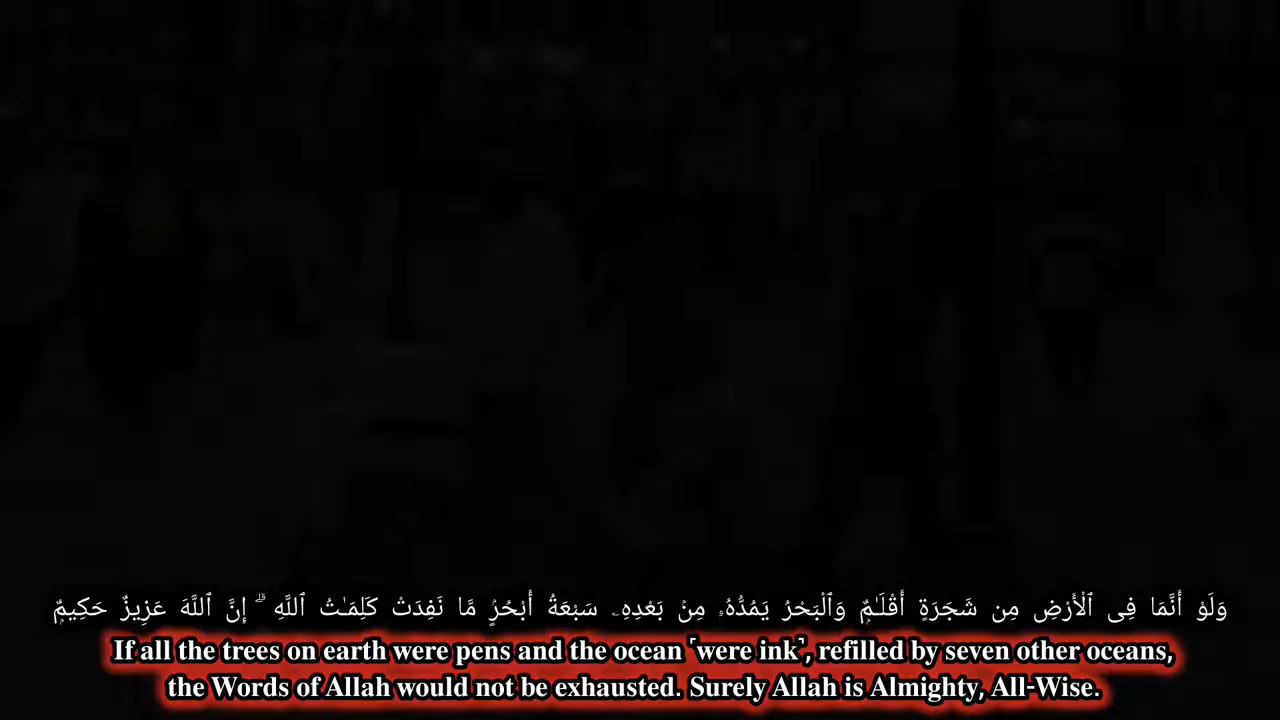 وَلَوْ أَنَّمَا فِى ٱلْأَرْضِ مِن شَجَرَةٍ أَقْلَـٰمٌۭ وَٱلْبَحْرُ يَمُدُّهُۥ مِنۢ بَعْدِهِۦ سَبْعَةُ أَبْحُرٍۢ مَّا نَفِدَتْ كَلِمَـٰتُ ٱللَّهِ ۗ إِنَّ ٱللَّهَ عَزِيزٌ حَكِيمٌۭ
If all the trees on earth were pens and the ocean ˹were ink˺, refilled by seven other oceans,
the Words of Allah would not be exhausted. Surely Allah is Almighty, All-Wise.